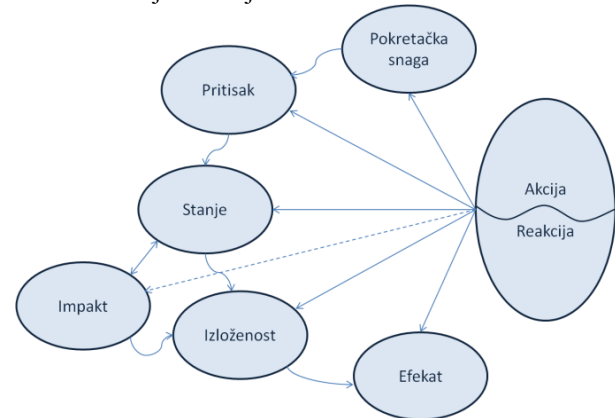 Pokretačka
snaga
Pritisak
Akcija
Stanje
Reakcija
Impakt
Izloženost
Efekat